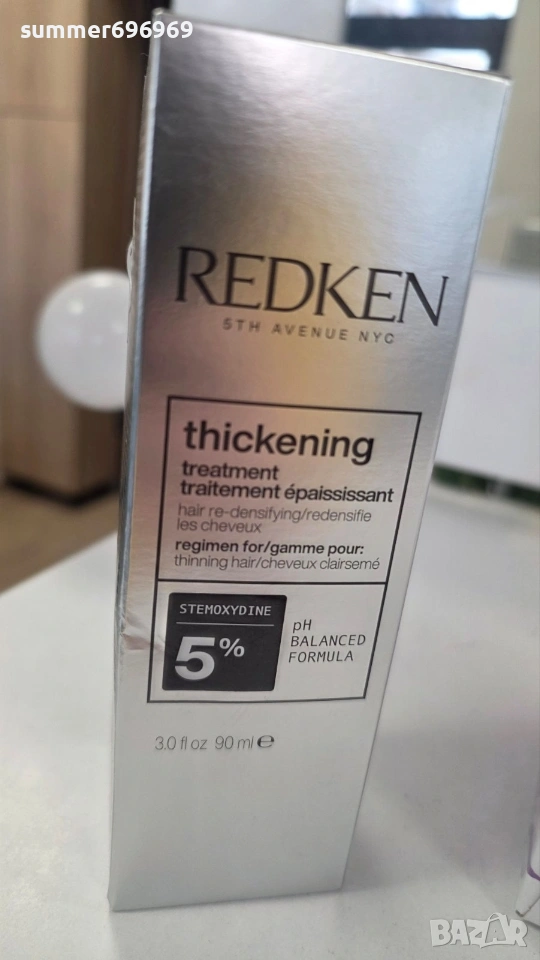 summer696969
REDKEN
5TH AVENUE NYC
thickening
treatment
traitement épaississant
hair re-densifying/redensifie
les cheveux
regimen for/gamme pour:
thinning hair/cheveux clairsemé
STEMOXYDINE
5%
pH
BALANCED
FORMULA
3.0 fl oz 90 ml e
BAZAR